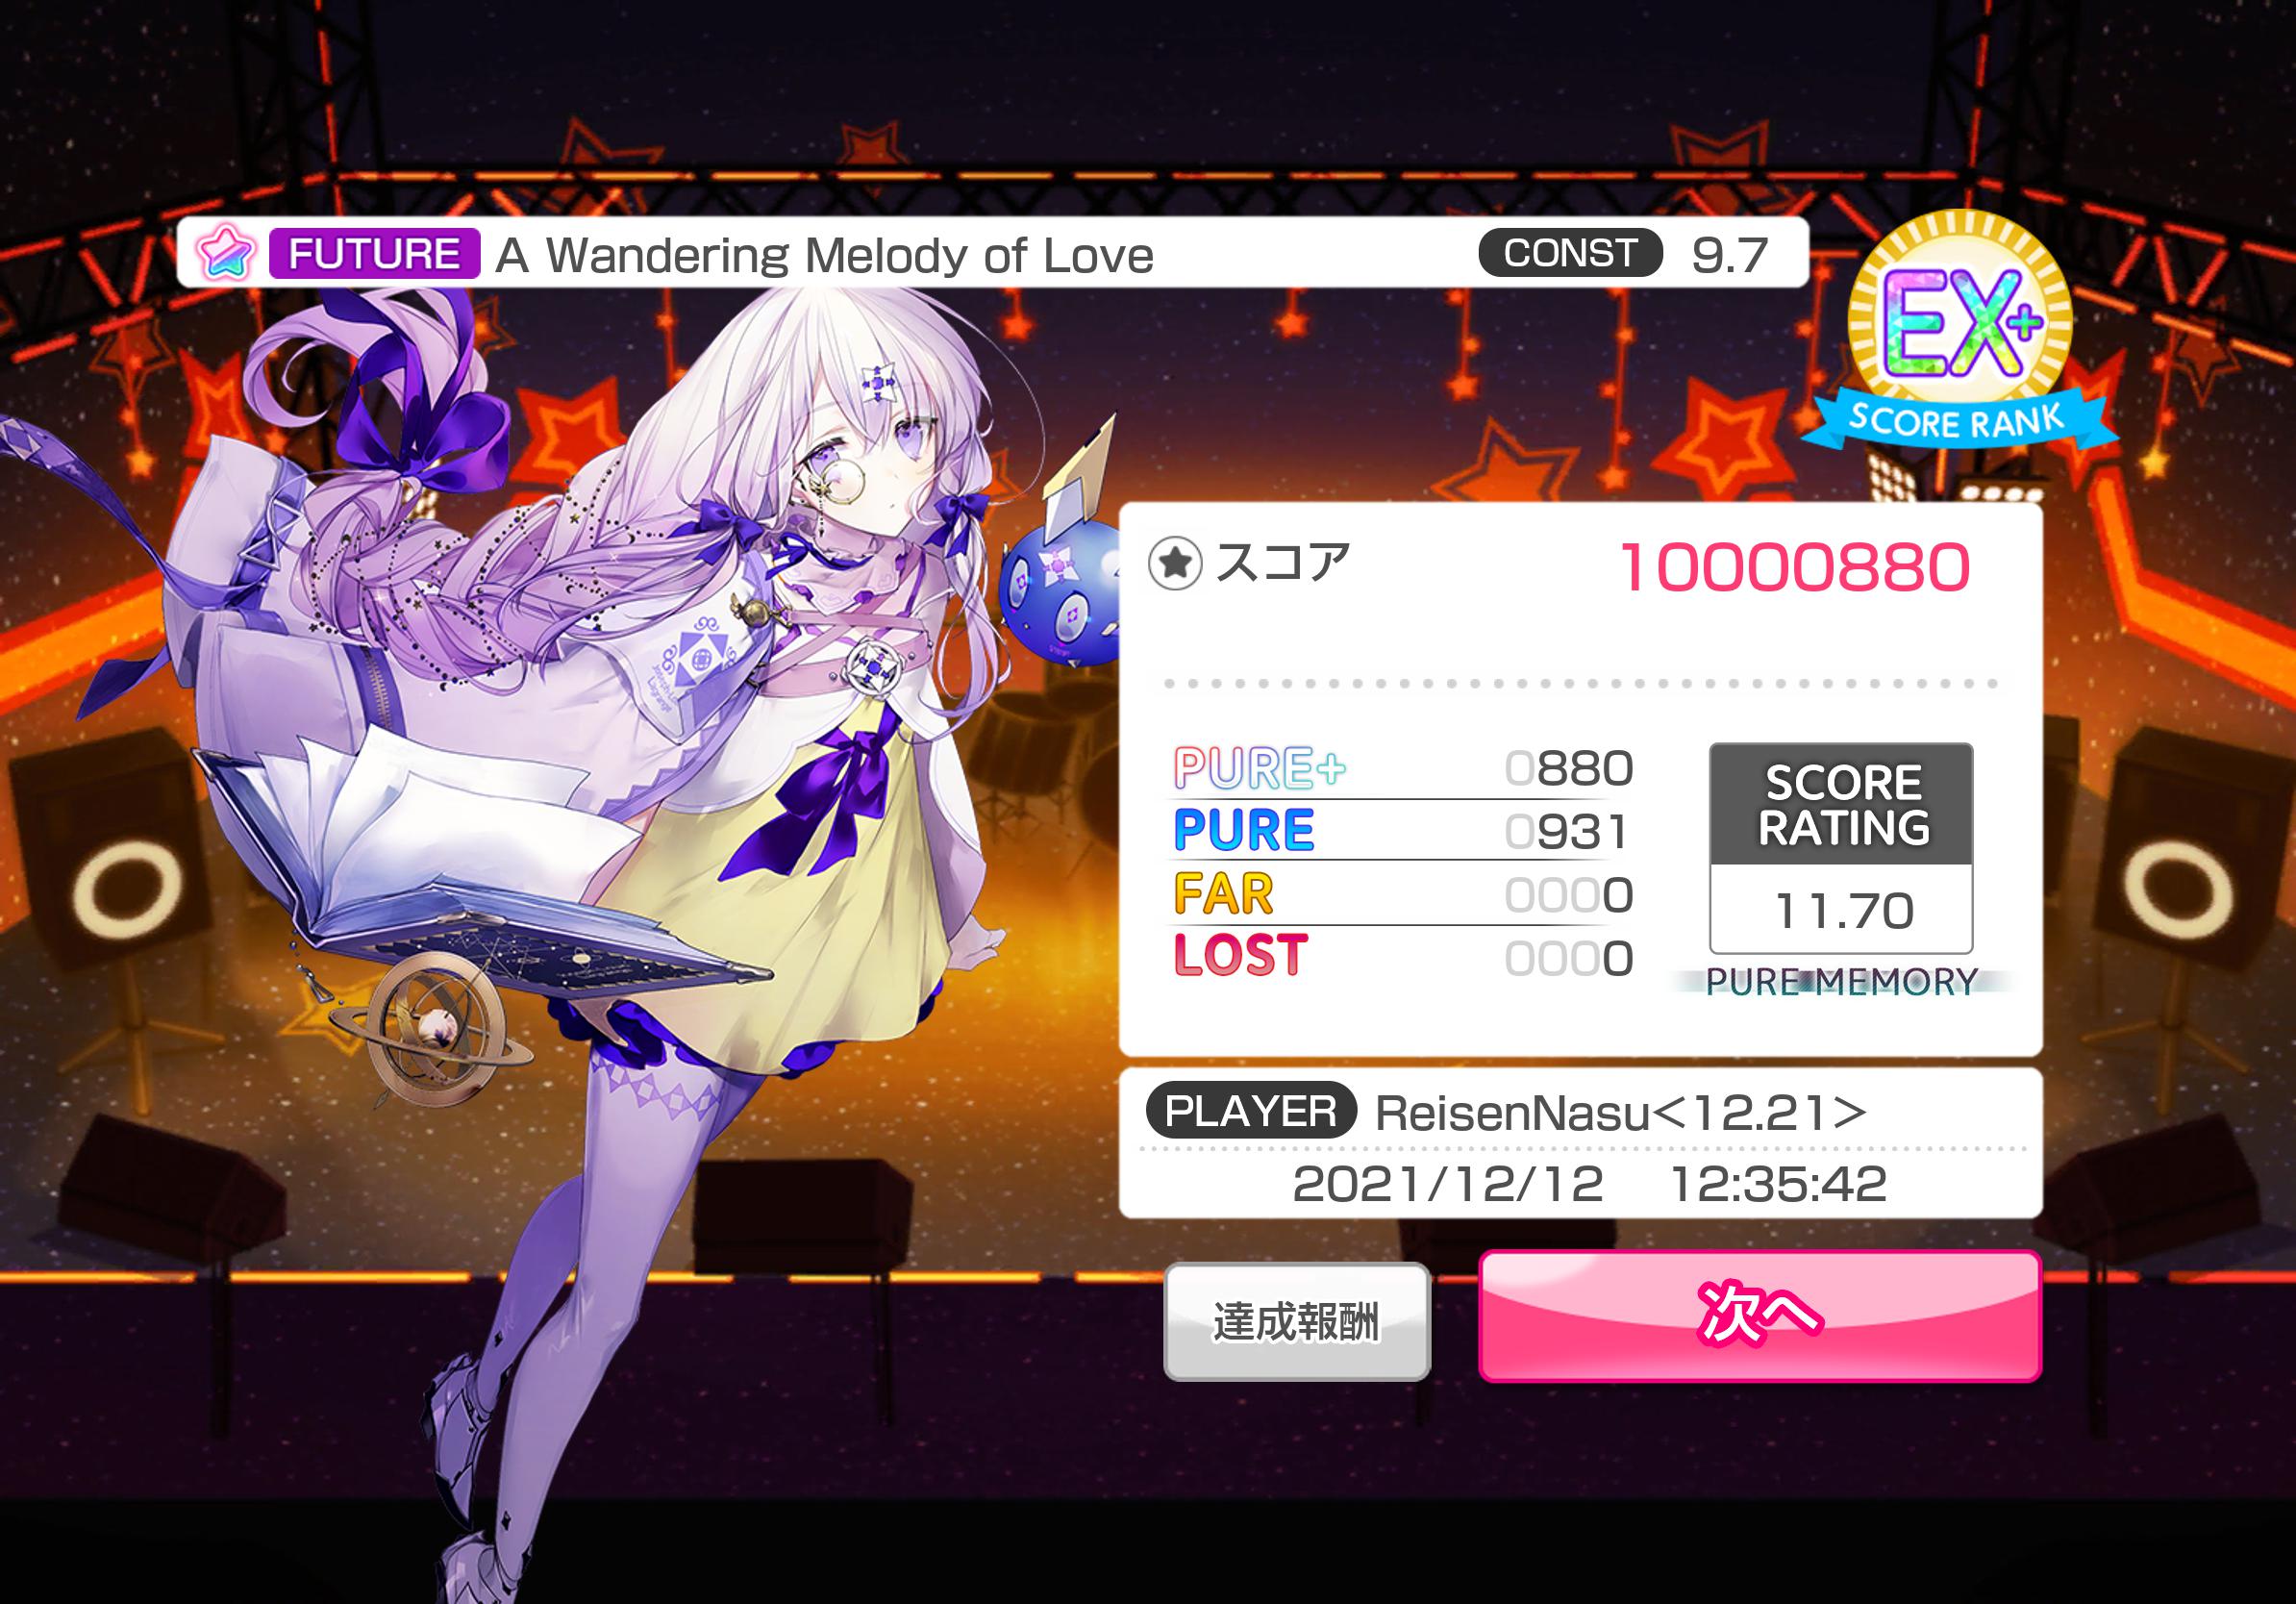 FUTURE A Wandering Melody of Love CONST 9.7
EX+
SCORE RANK
スコア 10000880
PURE+ 0880
PURE 0931
FAR 0000
LOST 0000
SCORE
RATING
11.70
PURE MEMORY
PLAYER ReisenNasu<12.21>
2021/12/12 12:35:42
達成報酬
次へ